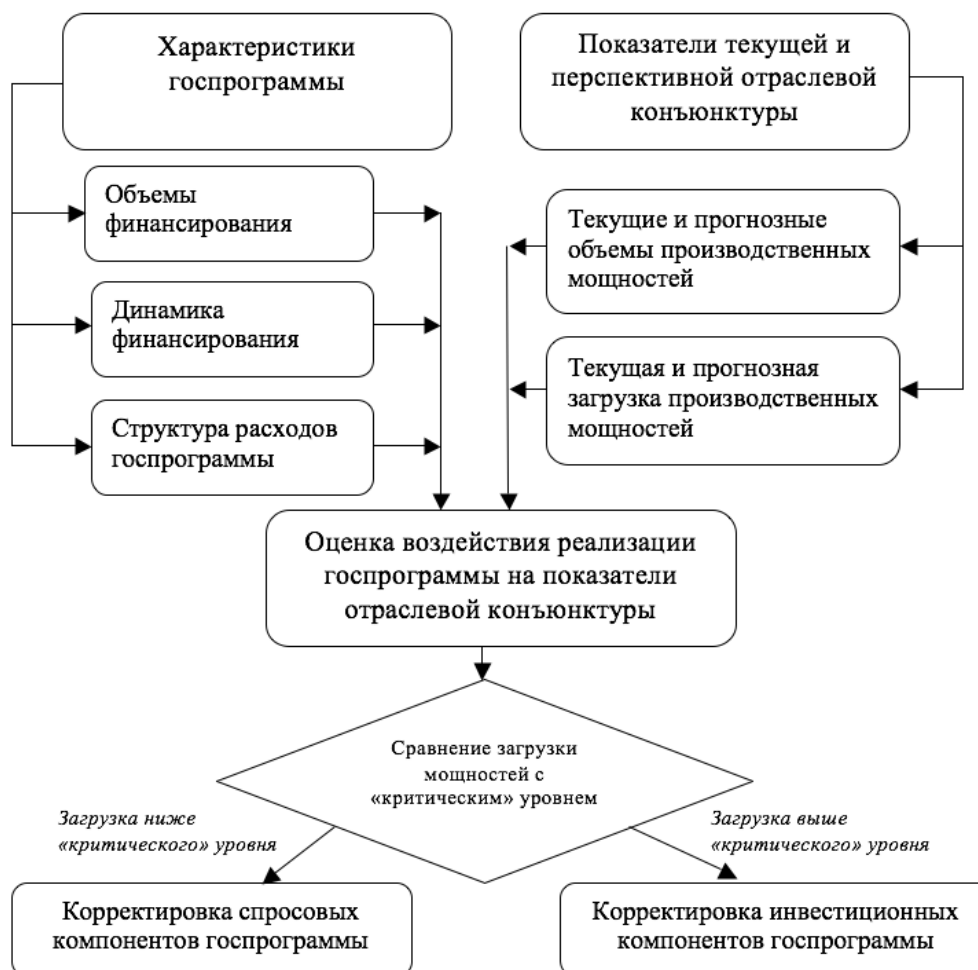 Характеристики
госпрограммы
Показатели текущей и
перспективной отраслевой
конъюнктуры
Объемы
финансирования
Динамика
финансирования
Структура расходов
госпрограммы
Текущие и прогнозные
объемы производственных
мощностей
Текущая и прогнозная
загрузка производственных
мощностей
Оценка воздействия реализации
госпрограммы на показатели
отраслевой конъюнктуры
Сравнение загрузки
мощностей с
«критическим» уровнем
Загрузка ниже
«критического» уровня
Загрузка выше
«критического» уровня
Корректировка спросовых
компонентов госпрограммы
Корректировка инвестиционных
компонентов госпрограммы